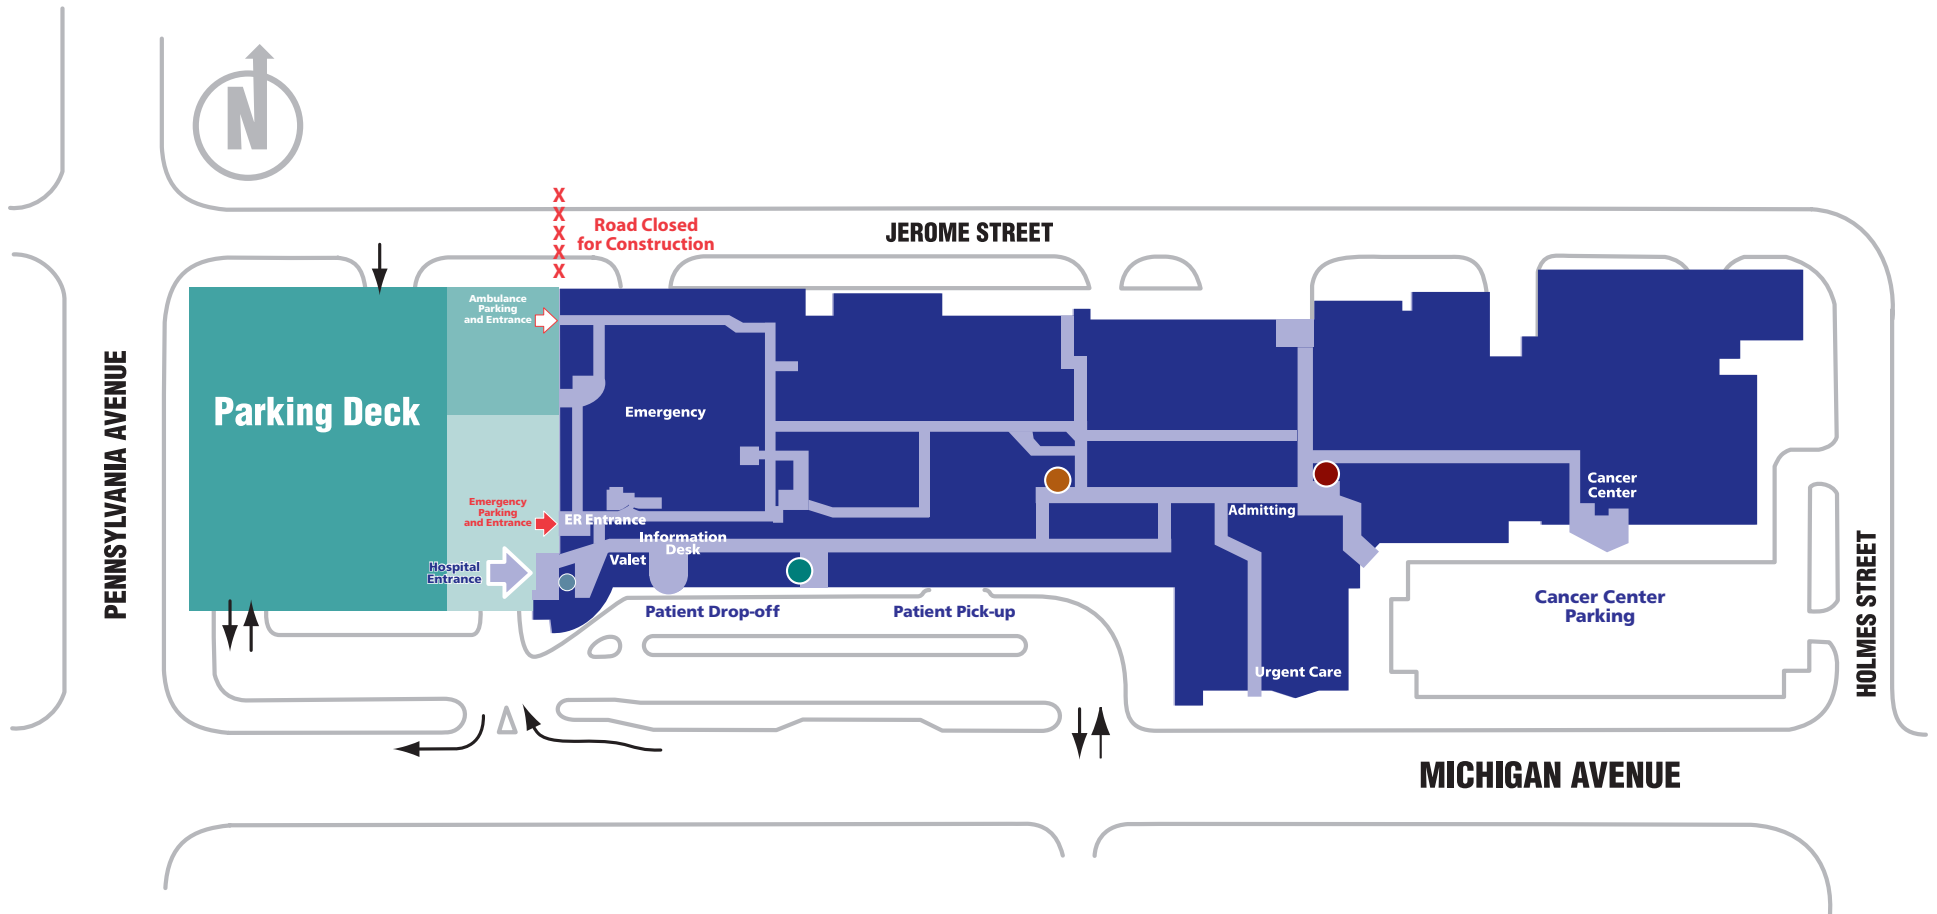 N
X
X
X
X
X
Road Closed
for Construction
JEROME STREET
Ambulance
Parking
and Entrance
PENNSYLVANIA AVENUE
Parking Deck
Emergency
Emergency
Parking
and Entrance
ER Entrance
Information
Desk
Valet
Hospital
Entrance
Admitting
Cancer
Center
Patient Drop-off
Patient Pick-up
Cancer Center
Parking
HOLMES STREET
Urgent Care
MICHIGAN AVENUE